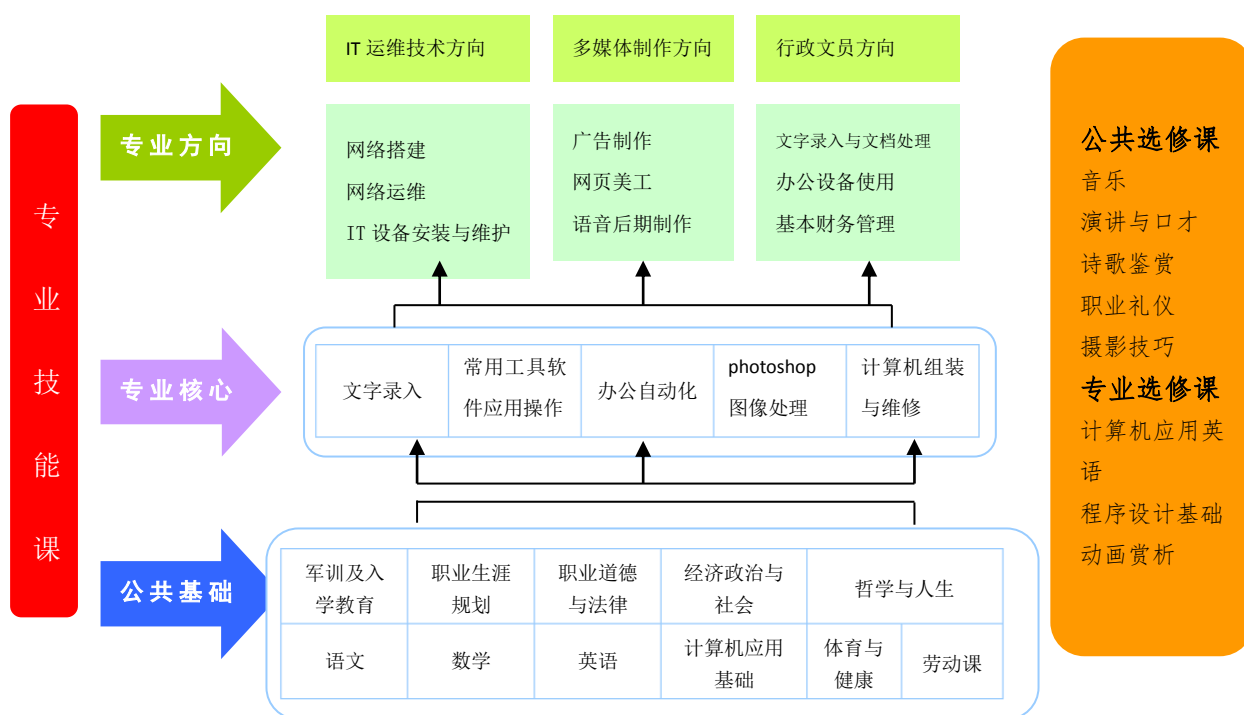 专业技能课
专业方向
IT 运维技术方向
网络搭建
网络运维
IT 设备安装与维护
多媒体制作方向
广告制作
网页美工
语音后期制作
行政文员方向
文字录入与文档处理
办公设备使用
基本财务管理
专业核心
文字录入
常用工具软
件应用操作
办公自动化
photoshop
图像处理
计算机组装
与维修
公共基础
军训及入
学教育
职业生涯
规划
职业道德
与法律
经济政治与
社会
哲学与人生
语文
数学
英语
计算机应用
基础
体育与
健康
劳动课
公共选修课
音乐
演讲与口才
诗歌鉴赏
职业礼仪
摄影技巧
专业选修课
计算机应用英
语
程序设计基础
动画赏析